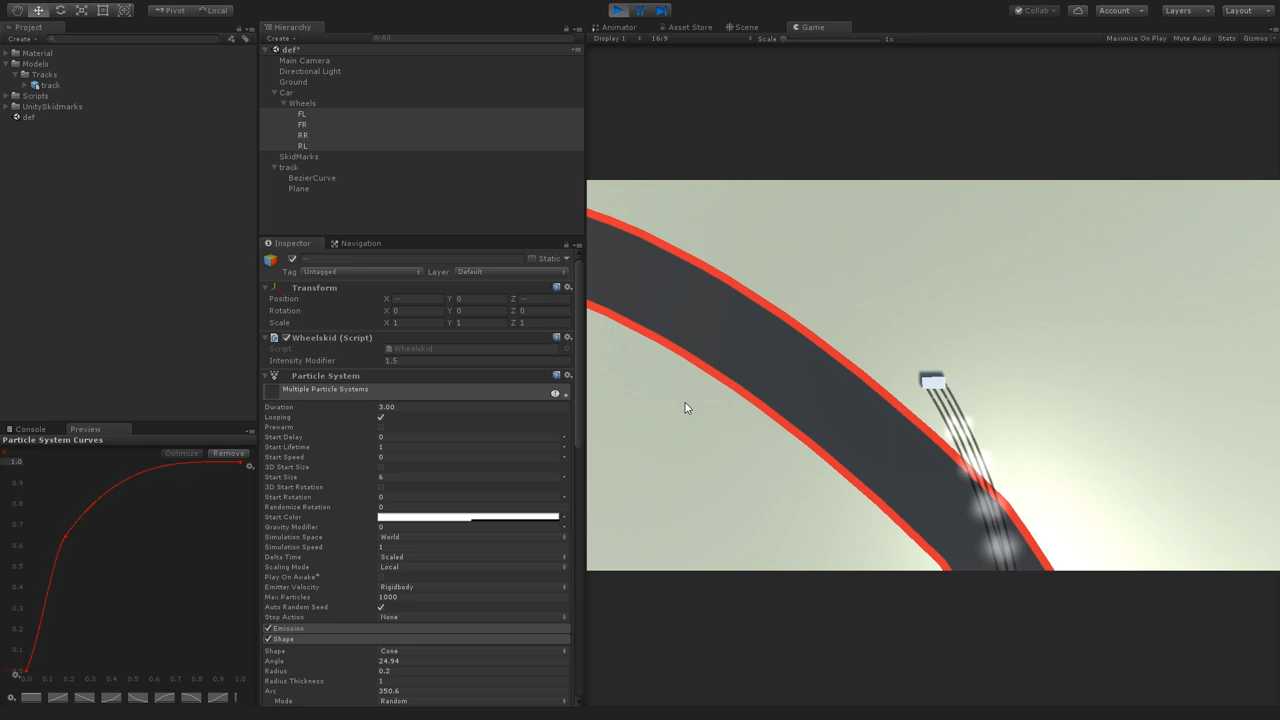 Pivot
Local
Collab
Account
Layers
Layout
Project
Create
Material
Models
Tracks
track
Scripts
UnitySkidmarks
def
Hierarchy
Create
All
def*
Main Camera
Directional Light
Ground
Car
Wheels
FL
FR
RR
RL
SkidMarks
track
BezierCurve
Plane
Inspector
Navigation
Static
Tag Untagged Layer Default
Transform
Position X — Y 0 Z —
Rotation X 0 Y 0 Z 0
Scale X 1 Y 1 Z 1
Wheelskid (Script)
Script Wheelskid
Intensity Modifier 1.5
Particle System
Multiple Particle Systems
Duration 3.00
Looping
Prewarm
Start Delay 0
Start Lifetime 1
Start Speed 0
3D Start Size
Start Size 6
3D Start Rotation
Start Rotation 0
Randomize Rotation 0
Start Color
Gravity Modifier 0
Simulation Space World
Simulation Speed 1
Delta Time Scaled
Scaling Mode Local
Play On Awake*
Emitter Velocity Rigidbody
Max Particles 1000
Auto Random Seed
Stop Action None
Emission
Shape
Shape Cone
Angle 24.94
Radius 0.2
Radius Thickness 1
Arc 350.6
Mode Random
Console
Preview
Particle System Curves
Optimize
Remove
1.0
0.9
0.8
0.7
0.6
0.5
0.4
0.3
0.2
0.1
0.0
0.0 0.1 0.2 0.3 0.4 0.5 0.6 0.7 0.8 0.9 1.0
Animator
Asset Store
Scene
Game
Display 1
16:9
Scale
1x
Maximize On Play
Mute Audio
Stats
Gizmos